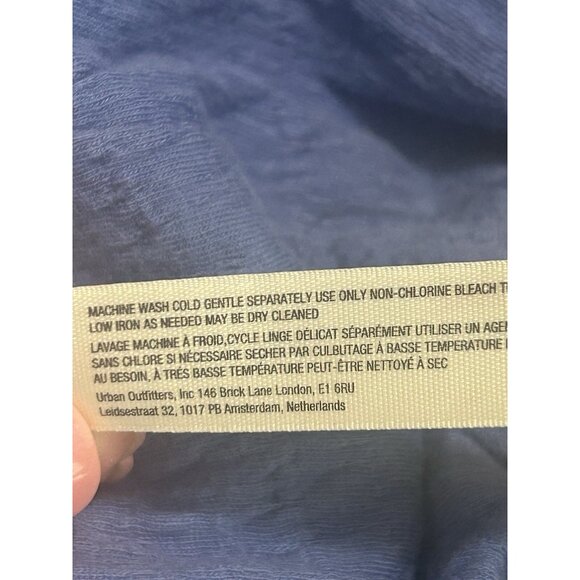 MACHINE WASH COLD GENTLE SEPARATELY USE ONLY NON-CHLORINE BLEACH
LOW IRON AS NEEDED MAY BE DRY CLEANED
LAVAGE MACHINE À FROID,CYCLE LINGE DÉLICAT SÉPARÉMENT UTILISER UN
SANS CHLORE SI NÉCESSAIRE SECHER PAR CULBUTAGE À BASSE TEMPERATURE
AU BESOIN, À TRÉS BASSE TEMPÉRATURE PEUT-ÊTRE NETTOYÉ À SEC
Urban Outfitters, Inc 146 Brick Lane London, E1 6RU
Leidsestraat 32, 1017 PB Amsterdam, Netherlands